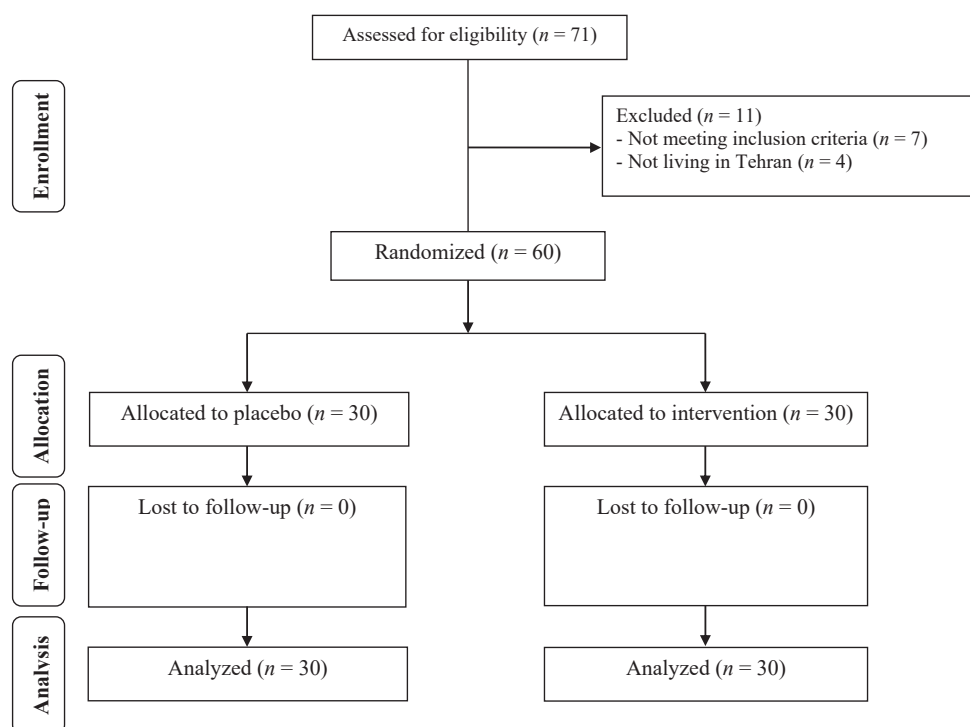 Assessed for eligibility (n = 71)
Enrollment
Excluded (n = 11)
- Not meeting inclusion criteria (n = 7)
- Not living in Tehran (n = 4)
Randomized (n = 60)
Allocation
Allocated to placebo (n = 30)
Allocated to intervention (n = 30)
Follow-up
Lost to follow-up (n = 0)
Lost to follow-up (n = 0)
Analysis
Analyzed (n = 30)
Analyzed (n = 30)